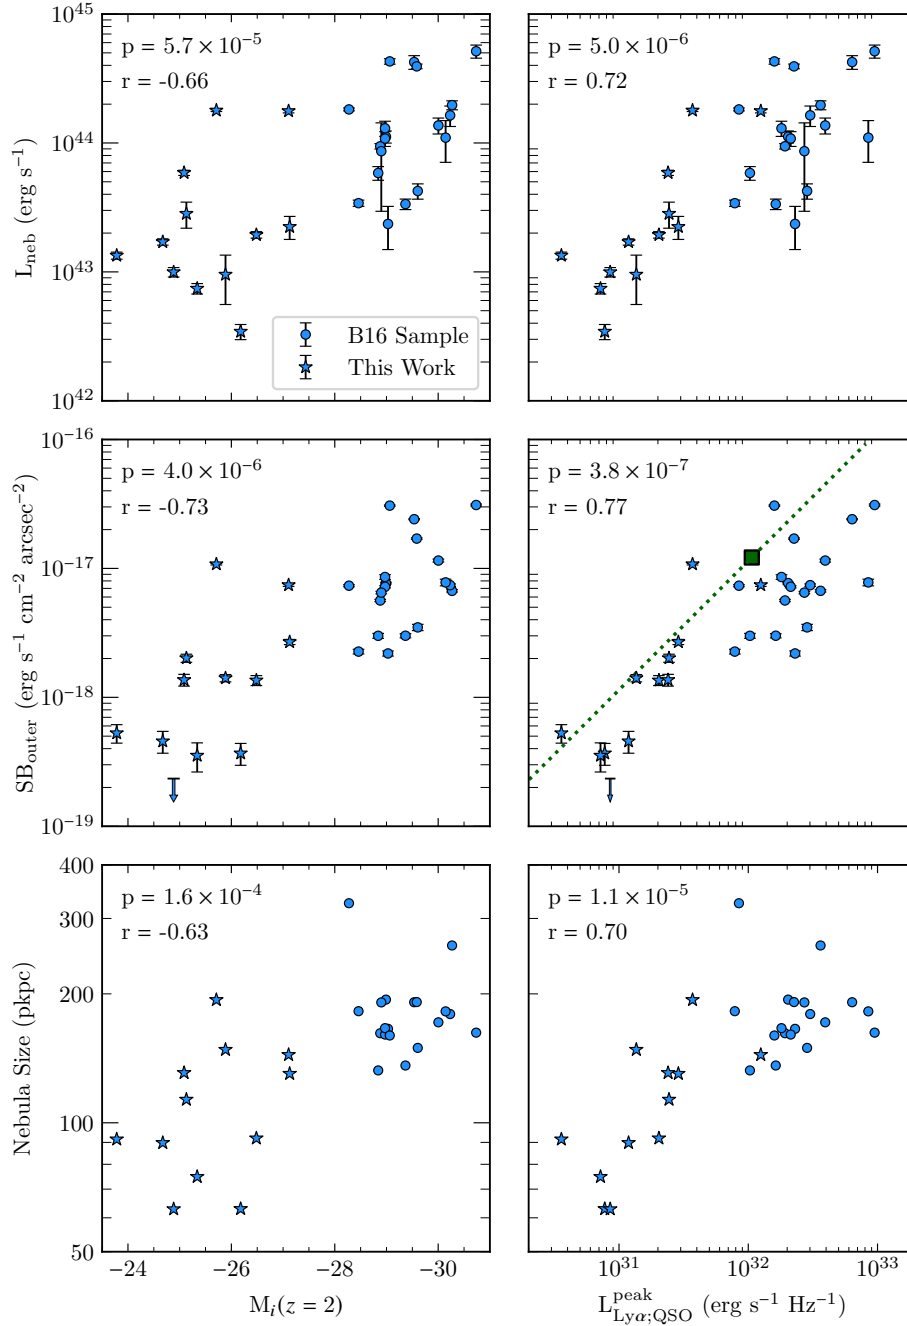 10^45
10^44
10^43
10^42
L_neb (erg s^−1)
p = 5.7 × 10^−5
r = -0.66
B16 Sample
This Work
p = 5.0 × 10^−6
r = 0.72
10^−16
10^−17
10^−18
10^−19
SB_outer (erg s^−1 cm^−2 arcsec^−2)
p = 4.0 × 10^−6
r = -0.73
p = 3.8 × 10^−7
r = 0.77
400
300
200
100
50
Nebula Size (pkpc)
p = 1.6 × 10^−4
r = -0.63
p = 1.1 × 10^−5
r = 0.70
−24 −26 −28 −30
M_i(z = 2)
10^31 10^32 10^33
L^peak_Lyα;QSO (erg s^−1 Hz^−1)